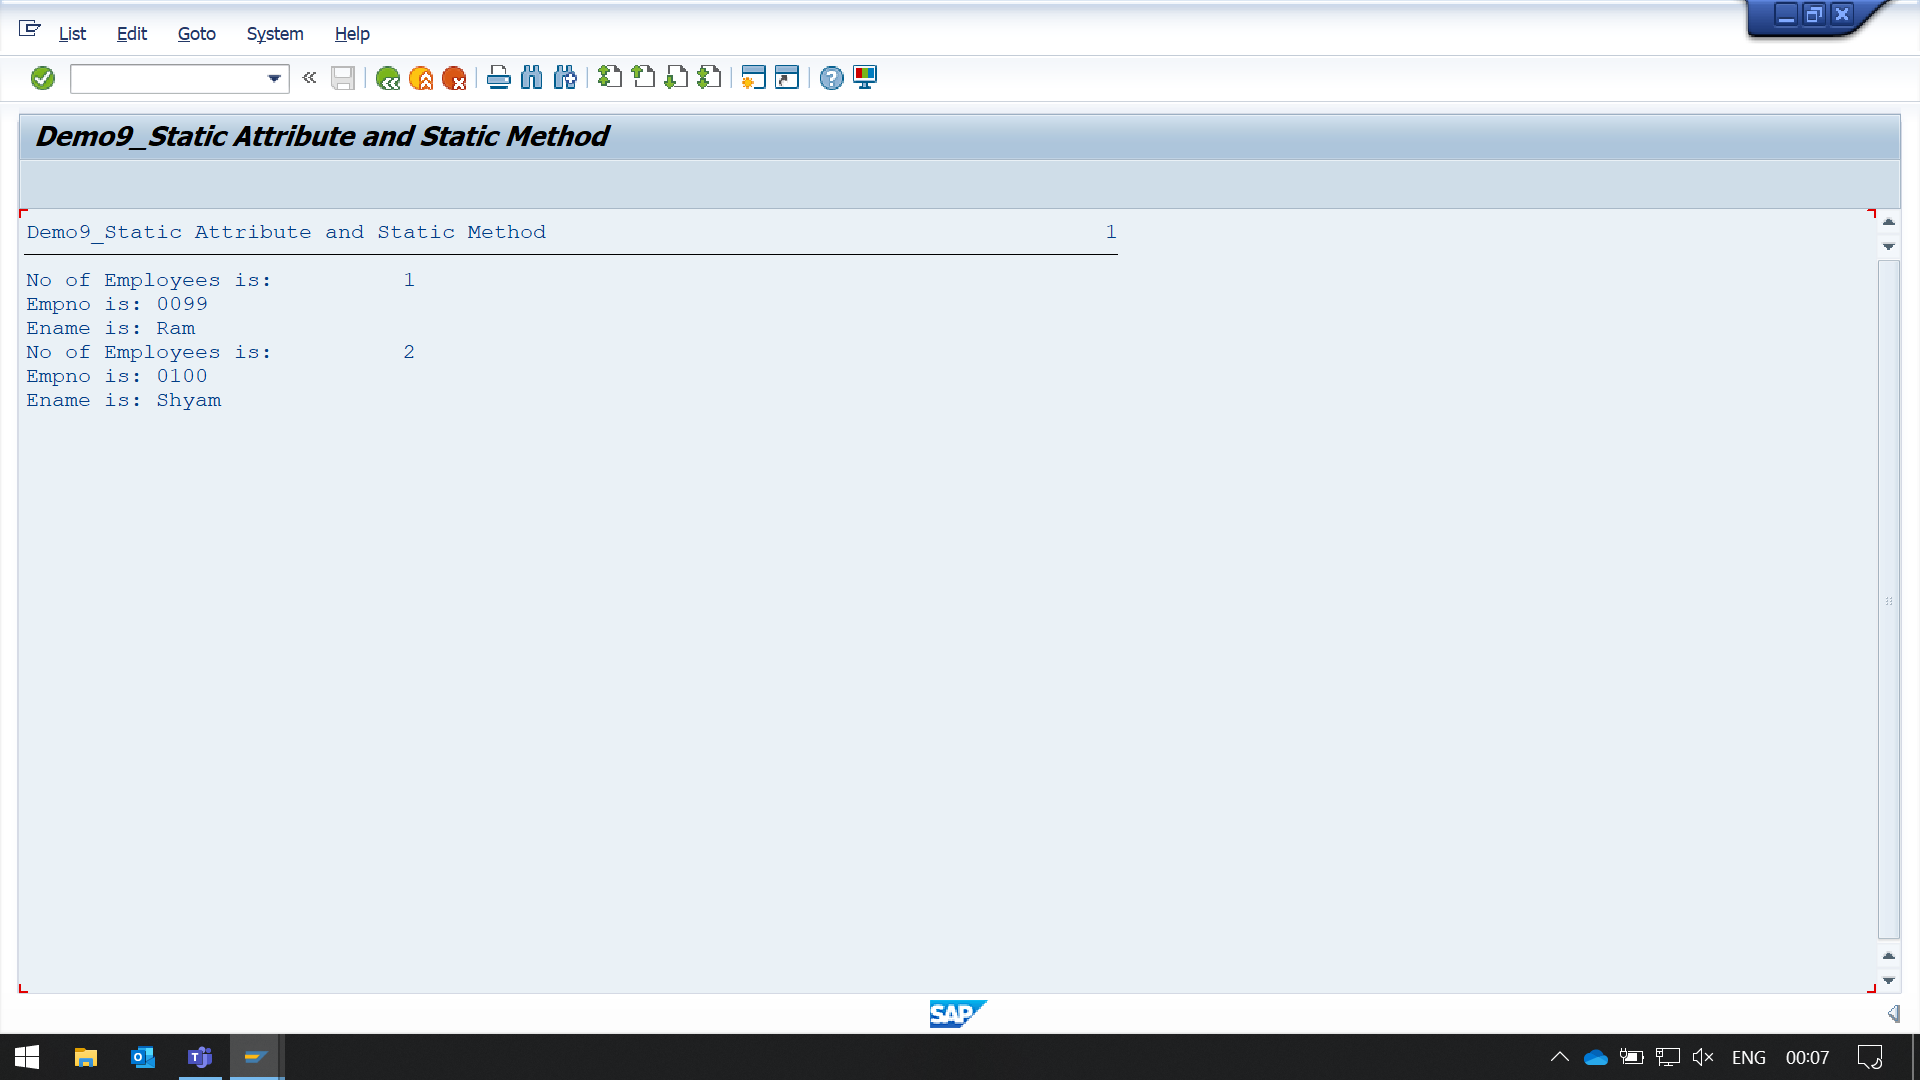 List Edit Goto System Help
Demo9_Static Attribute and Static Method
Demo9_Static Attribute and Static Method 1
No of Employees is: 1
Empno is: 0099
Ename is: Ram
No of Employees is: 2
Empno is: 0100
Ename is: Shyam
SAP
ENG 00:07